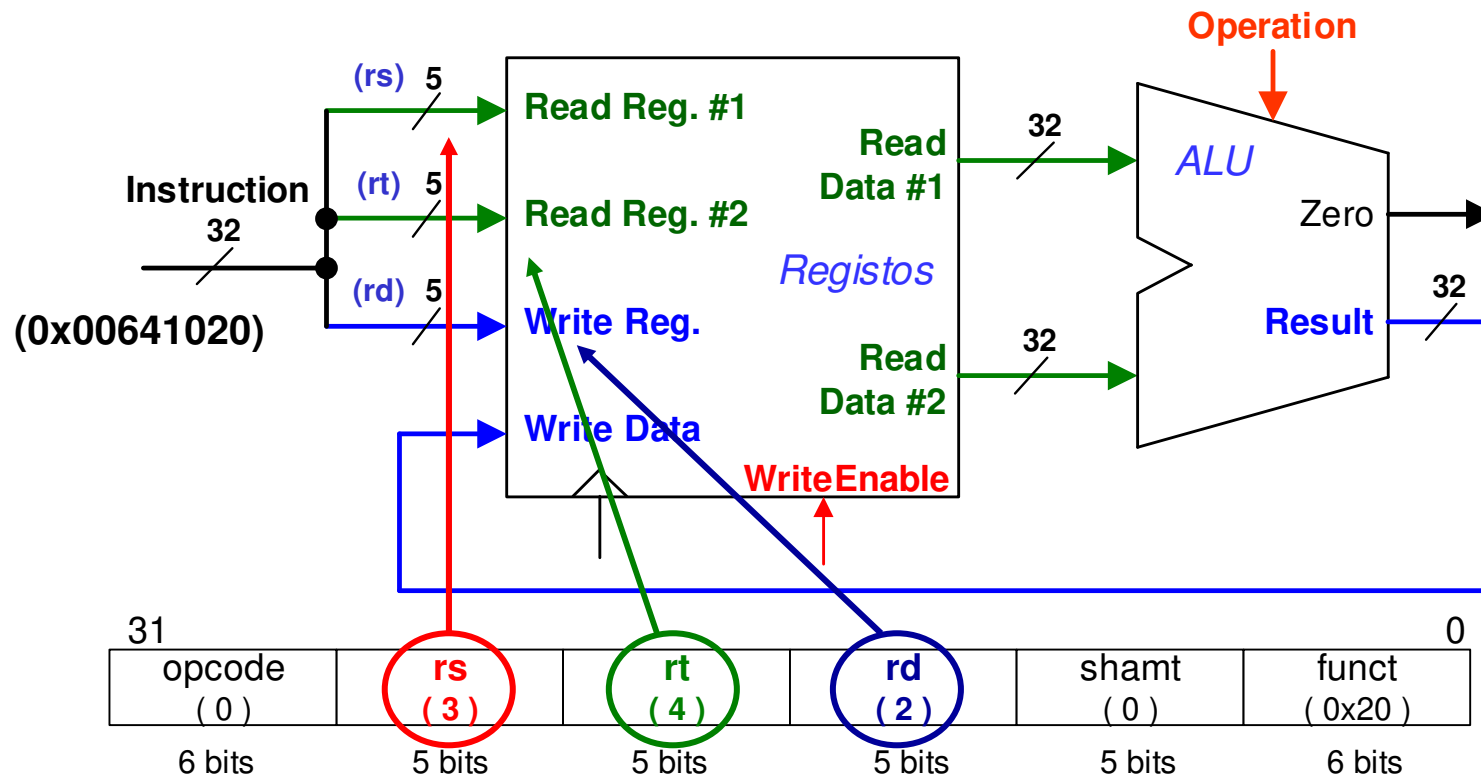 Operation
(rs) 5
Read Reg. #1
32
Read
Data #1
ALU
(rt) 5
Instruction
32
Read Reg. #2
Zero
Registos
(rd) 5
32
(0x00641020)
Write Reg.
Result
32
Read
Data #2
Write Data
WriteEnable
31 0
opcode rs rt rd shamt funct
( 0 ) ( 3 ) ( 4 ) ( 2 ) ( 0 ) ( 0x20 )
6 bits 5 bits 5 bits 5 bits 5 bits 6 bits